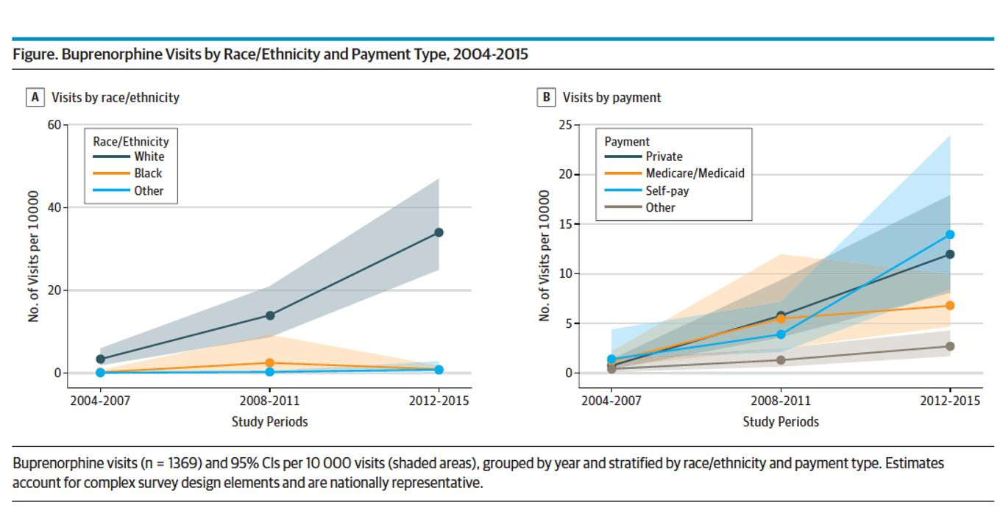 Figure. Buprenorphine Visits by Race/Ethnicity and Payment Type, 2004-2015
A Visits by race/ethnicity
60
40
20
0
No. of Visits per 10000
Race/Ethnicity
White
Black
Other
2004-2007
2008-2011
2012-2015
Study Periods
B Visits by payment
25
20
15
10
5
0
No. of Visits per 10000
Payment
Private
Medicare/Medicaid
Self-pay
Other
2004-2007
2008-2011
2012-2015
Study Periods
Buprenorphine visits (n = 1369) and 95% CIs per 10 000 visits (shaded areas), grouped by year and stratified by race/ethnicity and payment type. Estimates
account for complex survey design elements and are nationally representative.